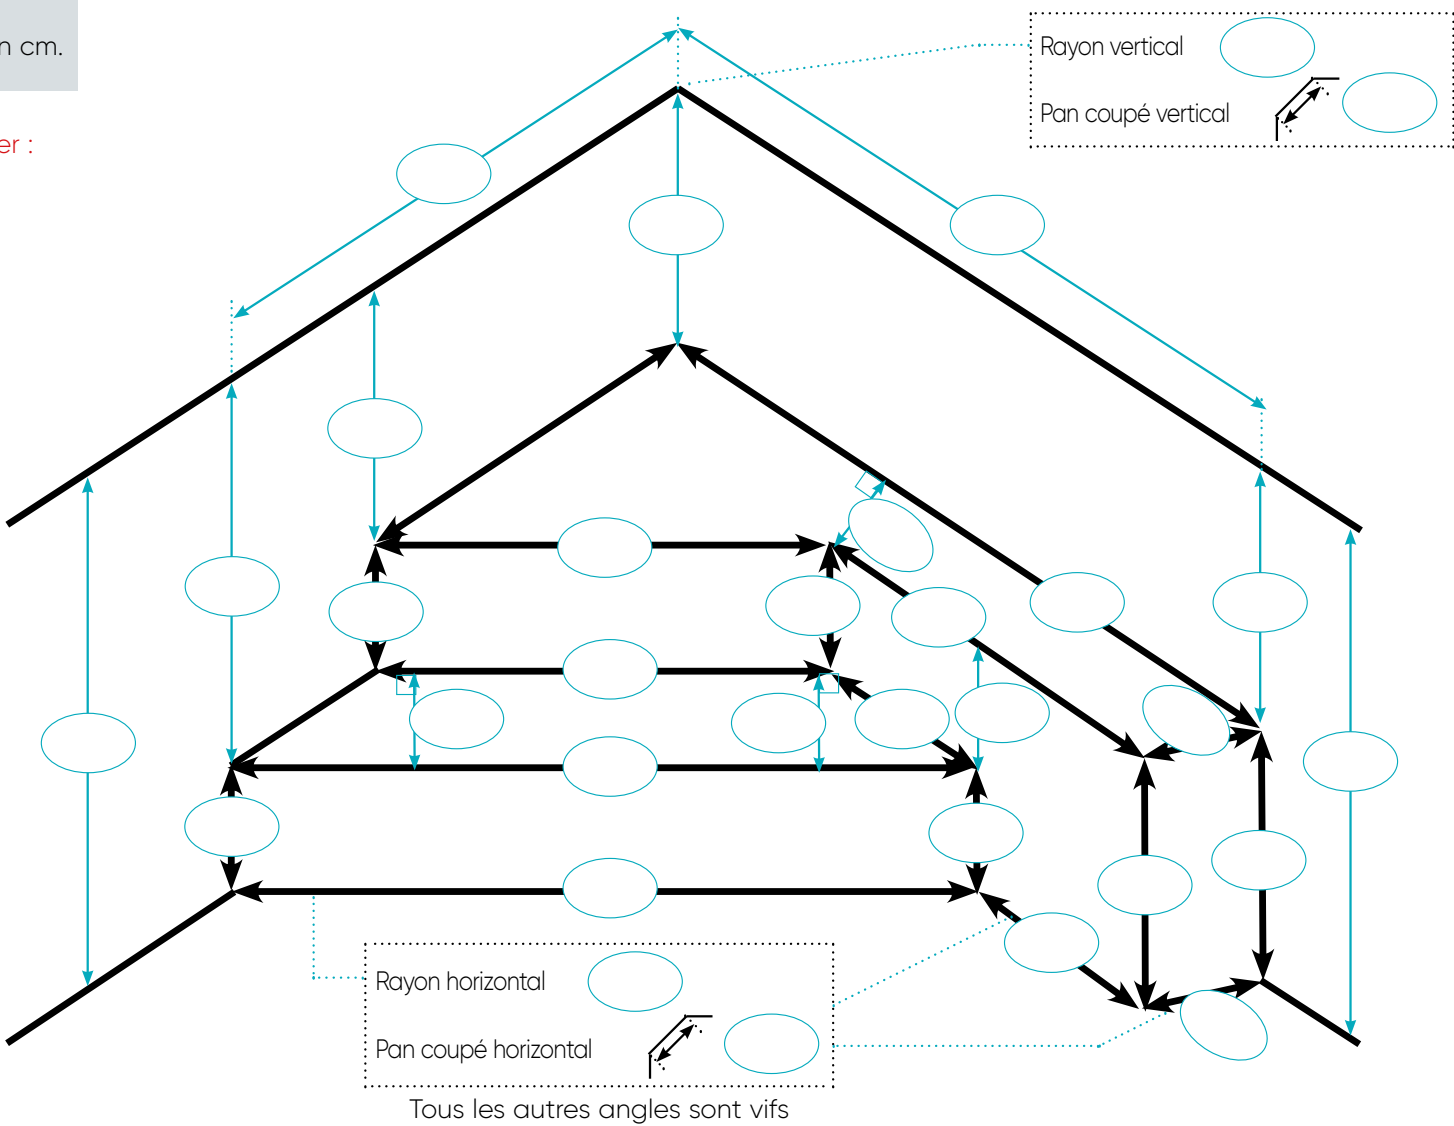 n cm.
er :
Rayon vertical
Pan coupé vertical
Rayon horizontal
Pan coupé horizontal
Tous les autres angles sont vifs